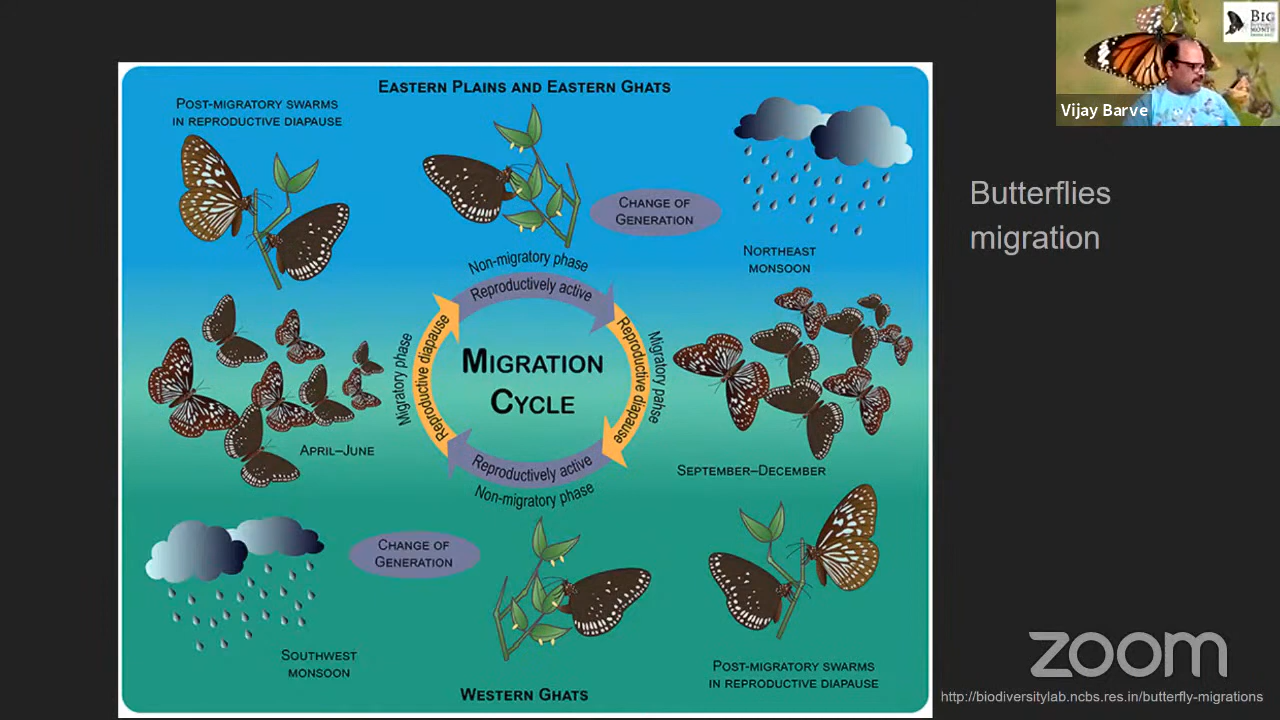 EASTERN PLAINS AND EASTERN GHATS
POST-MIGRATORY SWARMS
IN REPRODUCTIVE DIAPAUSE
CHANGE OF
GENERATION
NORTHEAST
MONSOON
Non-migratory phase
Reproductively active
Migratory phase
Reproductive diapause
MIGRATION
CYCLE
Reproductive diapause
Migratory pahse
APRIL–JUNE
SEPTEMBER–DECEMBER
Reproductively active
Non-migratory phase
CHANGE OF
GENERATION
SOUTHWEST
MONSOON
WESTERN GHATS
POST-MIGRATORY SWARMS
IN REPRODUCTIVE DIAPAUSE
BIG
Vijay Barve
Butterflies
migration
zoom
http://biodiversitylab.ncbs.res.in/butterfly-migrations